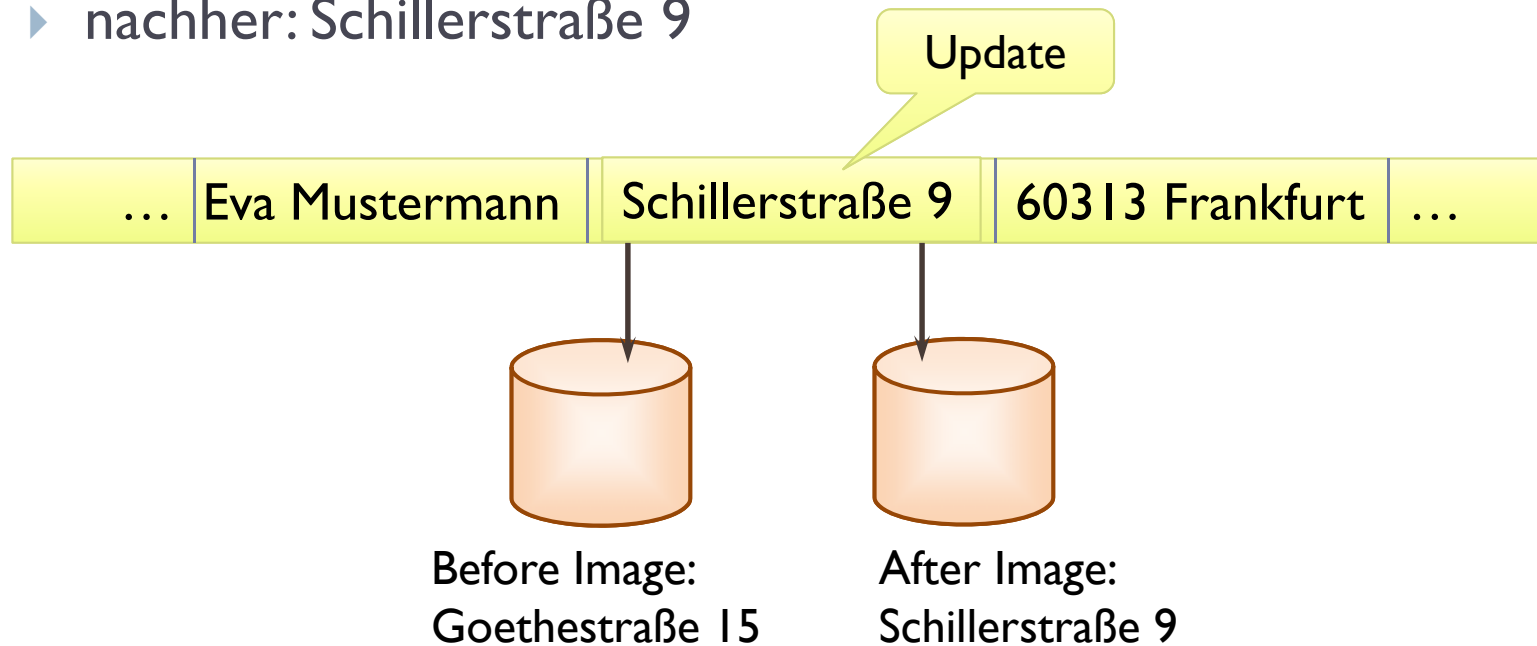 nachher: Schillerstraße 9
Update
… Eva Mustermann Schillerstraße 9 60313 Frankfurt …
Before Image:
Goethestraße 15
After Image:
Schillerstraße 9